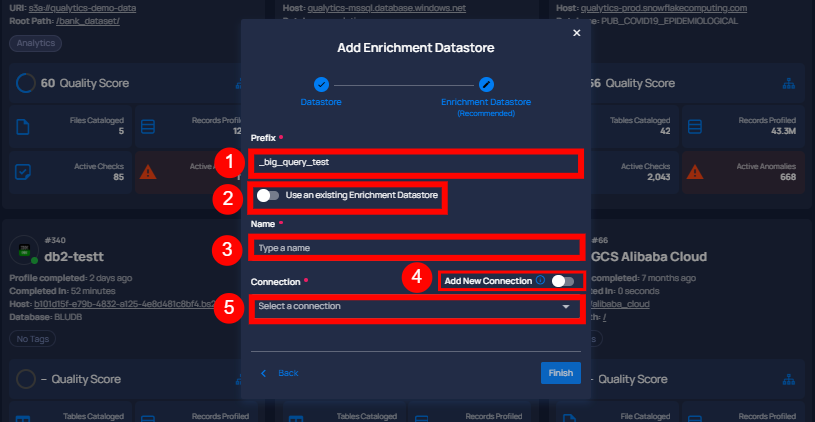 URI: s3a://qualytics-demo-data
Root Path: /bank_dataset/
Analytics
60 Quality Score
Files Cataloged
5
Records Profiled
12
Active Checks
85
Active
Host: qualytics-mssql.database.windows.net
Host: qualytics-prod.snowflakecomputing.com
Database: PUB_COVID19_EPIDEMIOLOGICAL
Quality Score
Tables Cataloged
42
Records Profiled
43.3M
Active Checks
2,043
Active Anomalies
668
Add Enrichment Datastore
Datastore
Enrichment Datastore
(Recommended)
Prefix *
1
_big_query_test
2
Use an existing Enrichment Datastore
Name *
3
Type a name
4
Connection *
Add New Connection
5
Select a connection
Back
Finish
#340
db2-testt
Profile completed: 2 days ago
Completed In: 52 minutes
Host: b101d15f-e79b-4832-a125-4e8d481c8bf4.bs2
Database: BLUDB
No Tags
– Quality Score
Tables Cataloged
Records Profiled
Tables Cataloged
Records Profiled
#66
GCS Alibaba Cloud
completed: 7 months ago
In: 0 seconds
/alibaba_cloud
/
– Quality Score
File Cataloged
Records Profiled